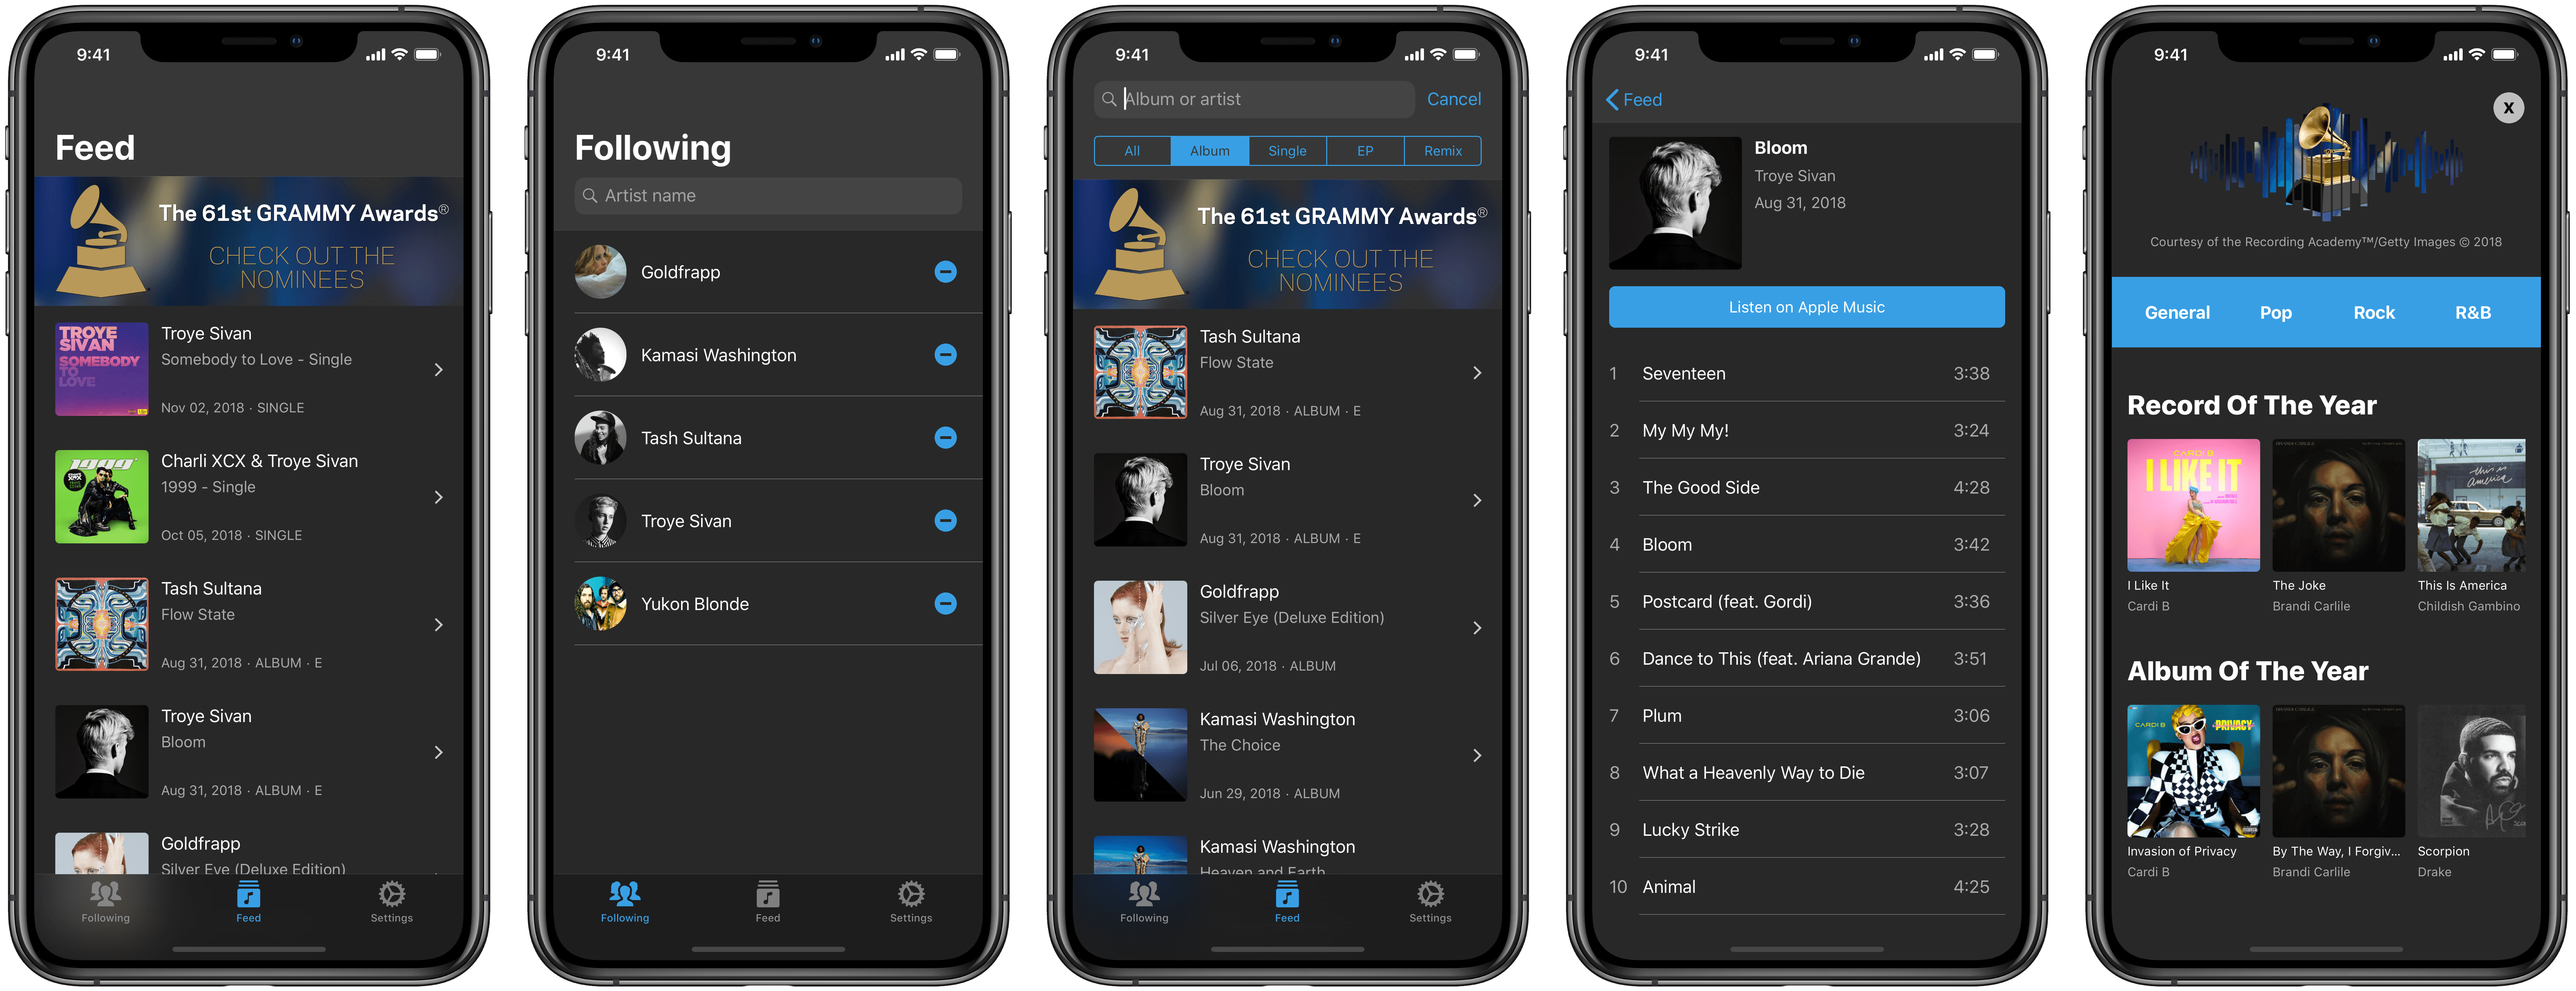 9:41
Feed
The 61st GRAMMY Awards®
CHECK OUT THE
NOMINEES
TROYE
SIVAN
SOMEBODY
TO
LOVE
Troye Sivan
Somebody to Love - Single
Nov 02, 2018 · SINGLE
1999
Charli XCX & Troye Sivan
1999 - Single
Oct 05, 2018 · SINGLE
Tash Sultana
Flow State
Aug 31, 2018 · ALBUM · E
Troye Sivan
Bloom
Aug 31, 2018 · ALBUM · E
Goldfrapp
Silver Eye (Deluxe Edition)
Following
Feed
Settings
9:41
Following
Artist name
Goldfrapp
Kamasi Washington
Tash Sultana
Troye Sivan
Yukon Blonde
Following
Feed
Settings
9:41
Album or artist
Cancel
All
Album
Single
EP
Remix
The 61st GRAMMY Awards®
CHECK OUT THE
NOMINEES
Tash Sultana
Flow State
Aug 31, 2018 · ALBUM · E
Troye Sivan
Bloom
Aug 31, 2018 · ALBUM · E
Goldfrapp
Silver Eye (Deluxe Edition)
Jul 06, 2018 · ALBUM
Kamasi Washington
The Choice
Jun 29, 2018 · ALBUM
Kamasi Washington
Heaven and Earth
Following
Feed
Settings
9:41
Feed
Bloom
Troye Sivan
Aug 31, 2018
Listen on Apple Music
1 Seventeen 3:38
2 My My My! 3:24
3 The Good Side 4:28
4 Bloom 3:42
5 Postcard (feat. Gordi) 3:36
6 Dance to This (feat. Ariana Grande) 3:51
7 Plum 3:06
8 What a Heavenly Way to Die 3:07
9 Lucky Strike 3:28
10 Animal 4:25
9:41
X
Courtesy of the Recording Academy™/Getty Images © 2018
General
Pop
Rock
R&B
Record Of The Year
CARDI B
I LIKE IT
I Like It
Cardi B
BRANDI CARLILE
The Joke
Brandi Carlile
this is
america
This Is America
Childish Gambino
Album Of The Year
CARDI B
PRIVACY
Invasion of Privacy
Cardi B
BRANDI CARLILE
By The Way, I Forgiv...
Brandi Carlile
Scorpion
Drake